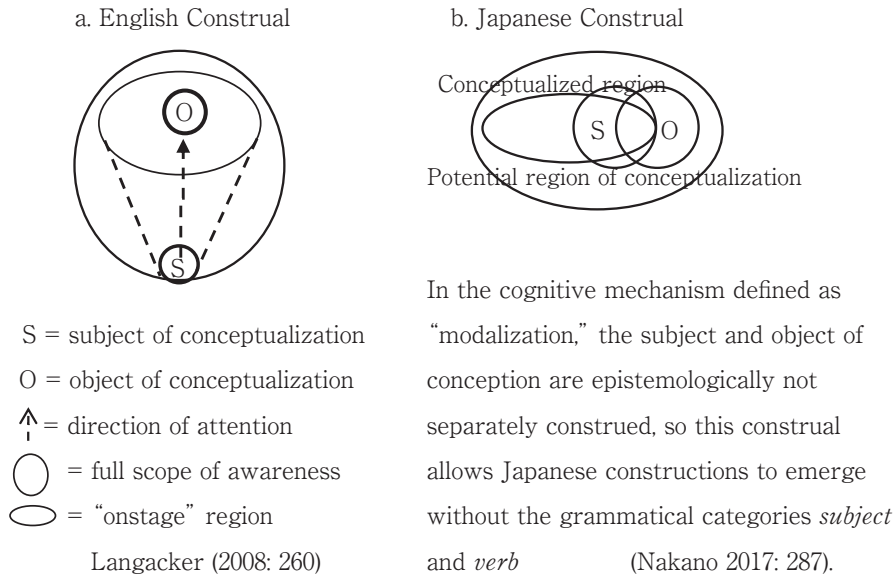 a. English Construal
O
S
S = subject of conceptualization
O = object of conceptualization
= direction of attention
= full scope of awareness
= “onstage” region
Langacker (2008: 260)
b. Japanese Construal
Conceptualized region
S O
Potential region of conceptualization
In the cognitive mechanism defined as
“modalization,” the subject and object of
conception are epistemologically not
separately construed, so this construal
allows Japanese constructions to emerge
without the grammatical categories subject
and verb (Nakano 2017: 287).